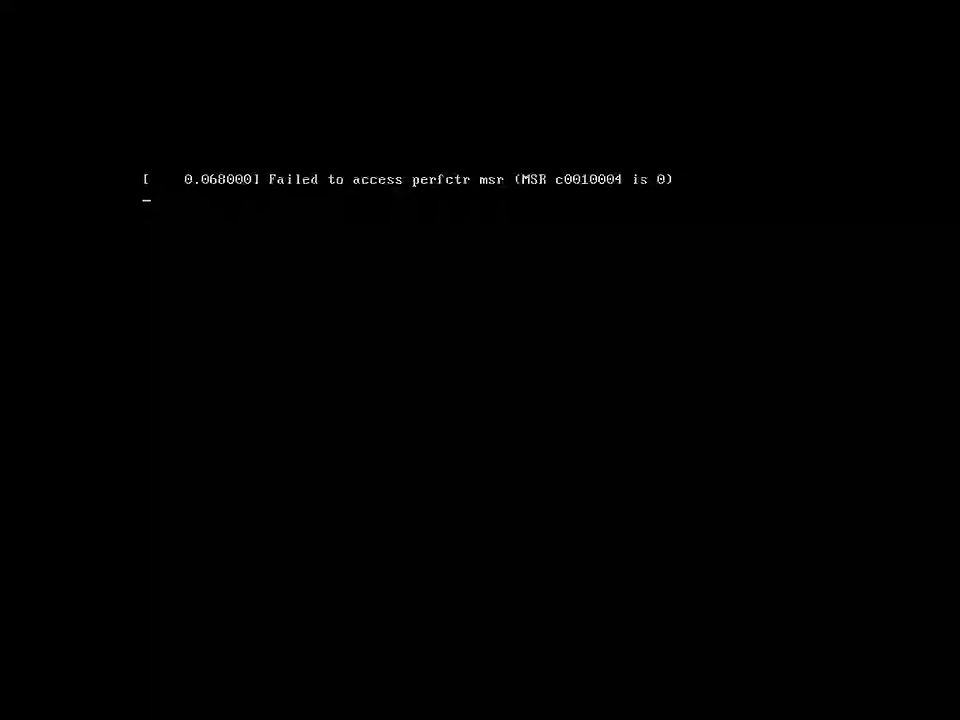 [    0.068000] Failed to access perfctr msr (MSR c0010004 is 0)
_